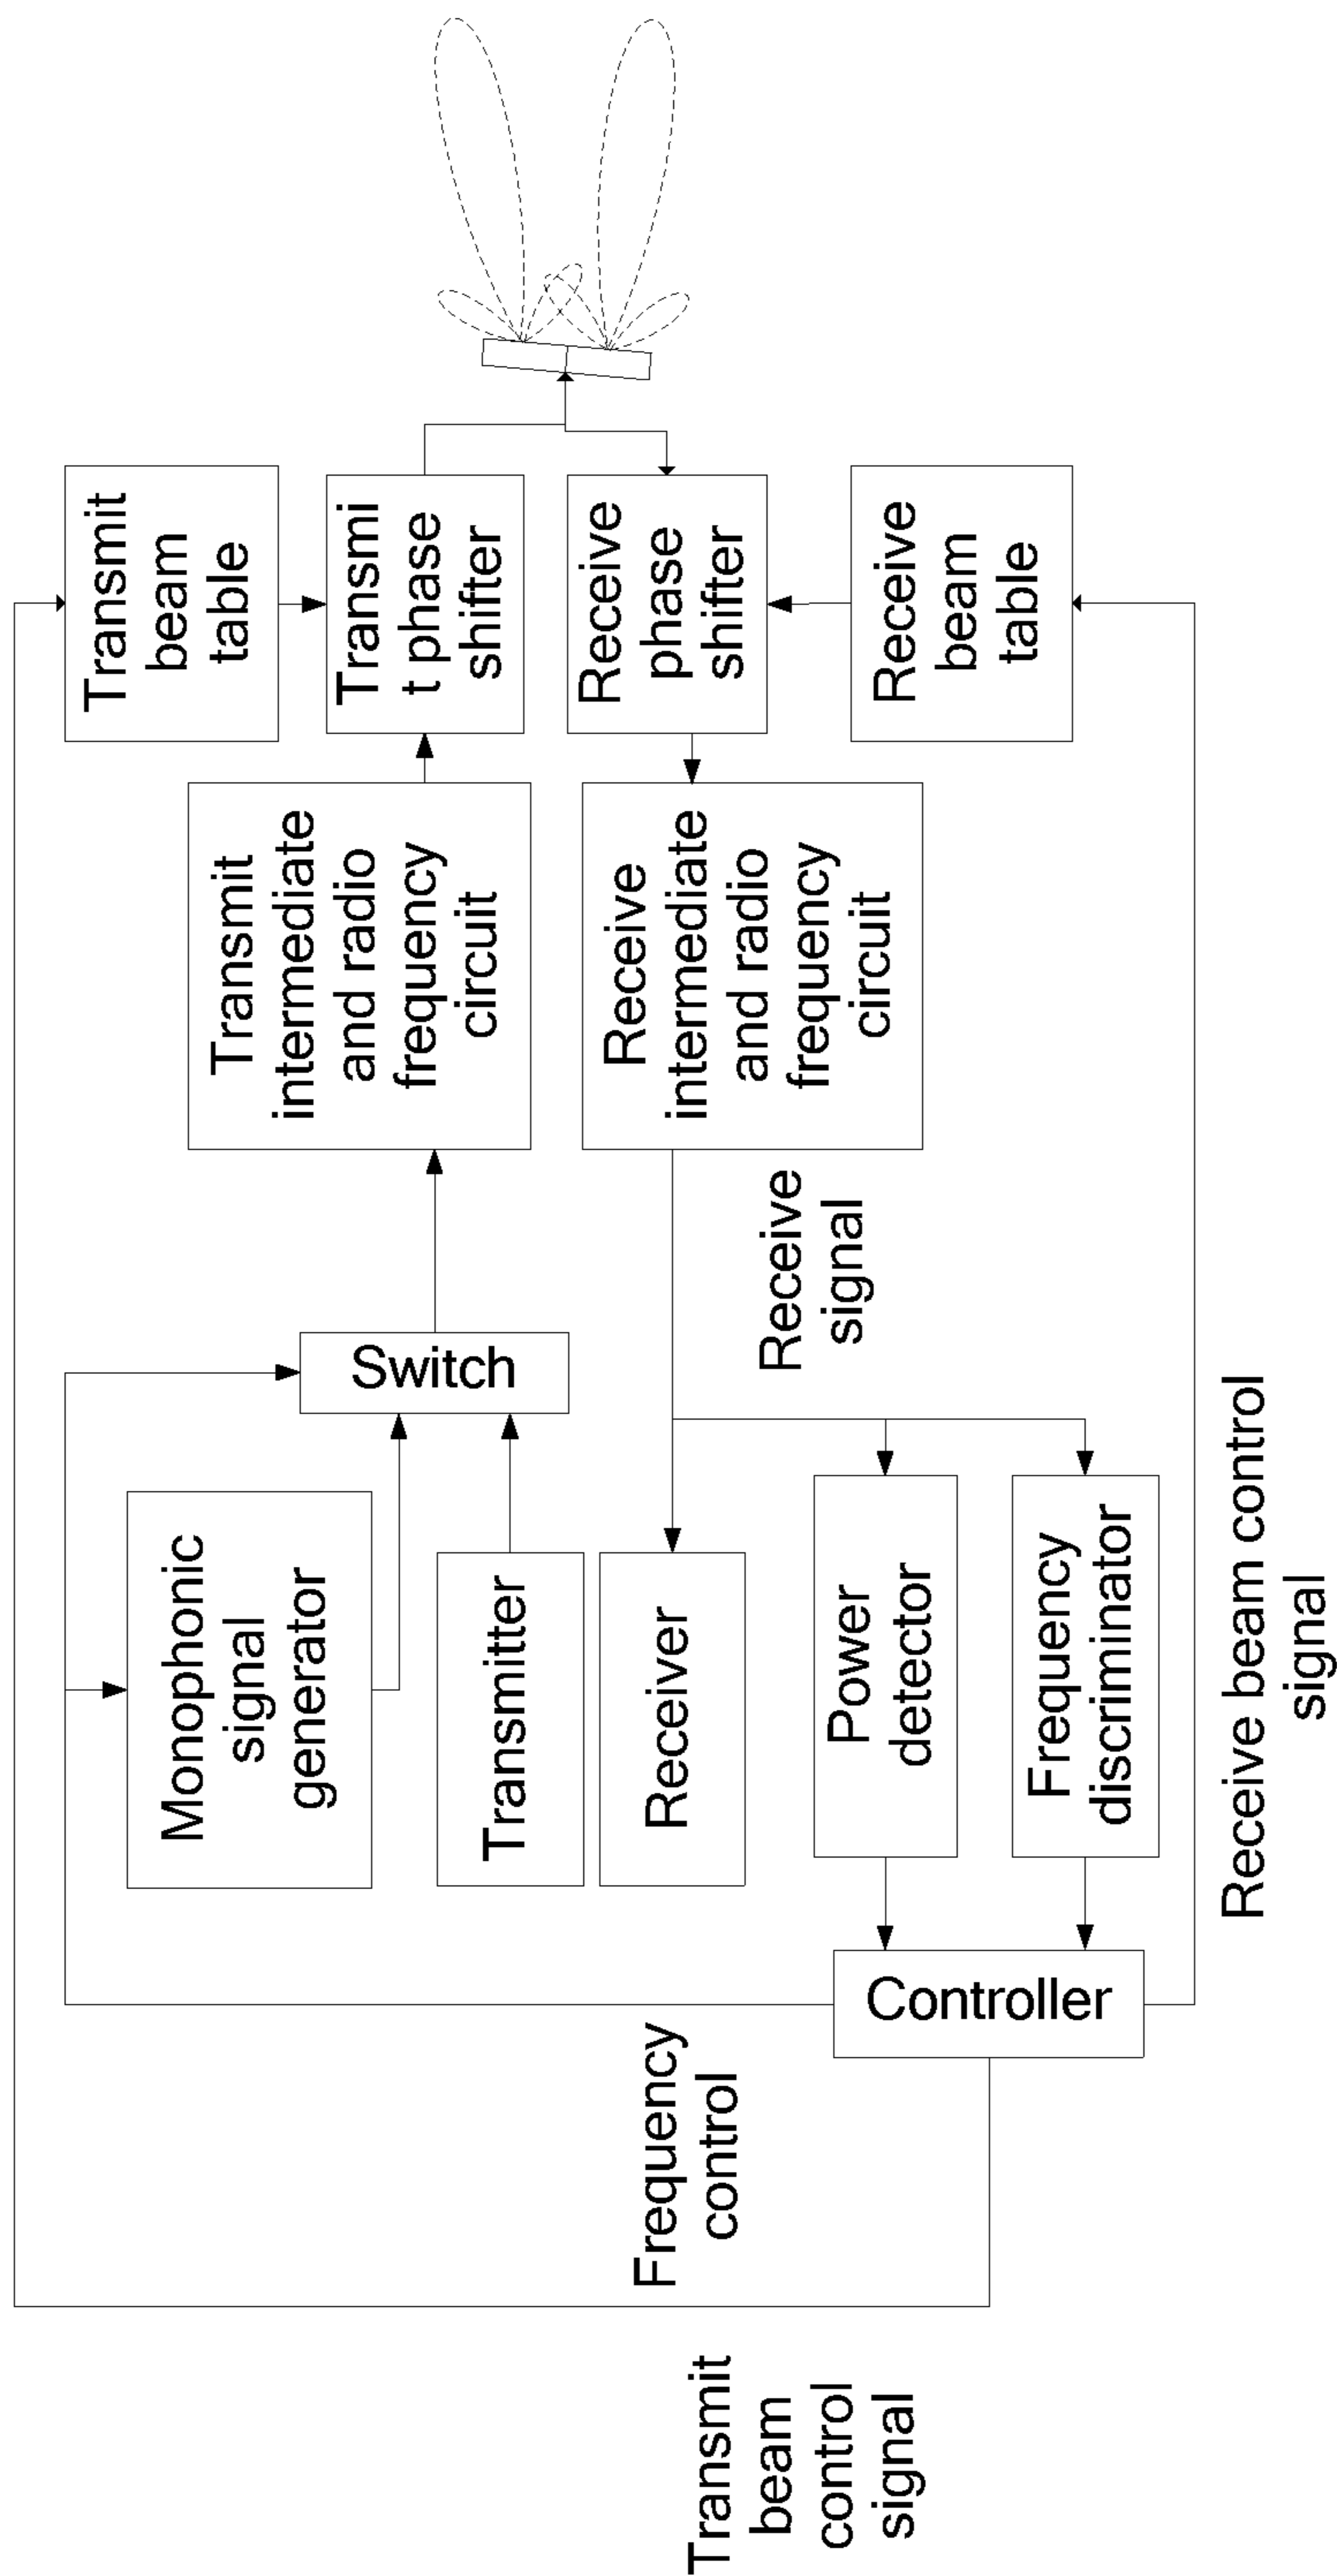 Transmit
beam
table
Transmi
t phase
shifter
Receive
phase
shifter
Receive
beam
table
Transmit
intermediate
and radio
frequency
circuit
Receive
intermediate
and radio
frequency
circuit
Switch
Receive
signal
Monophonic
signal
generator
Transmitter
Receiver
Power
detector
Frequency
discriminator
Controller
Receive beam control
signal
Frequency
control
Transmit
beam
control
signal